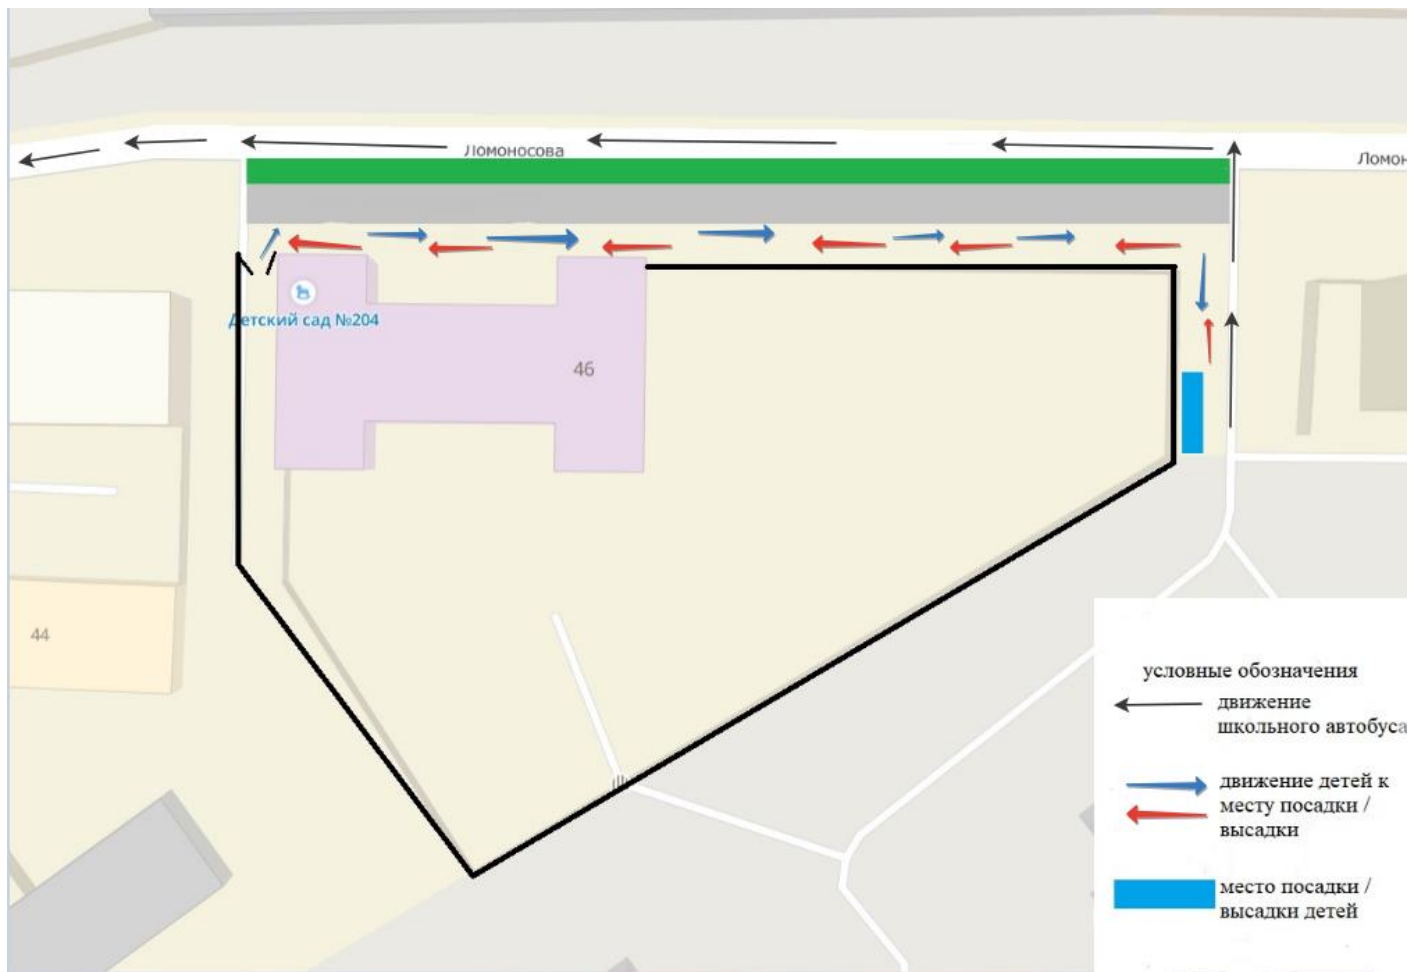 Ломоносова
Ломон
Детский сад №204
46
44
условные обозначения
движение
школьного автобуса
движение детей к
месту посадки /
высадки
место посадки /
высадки детей